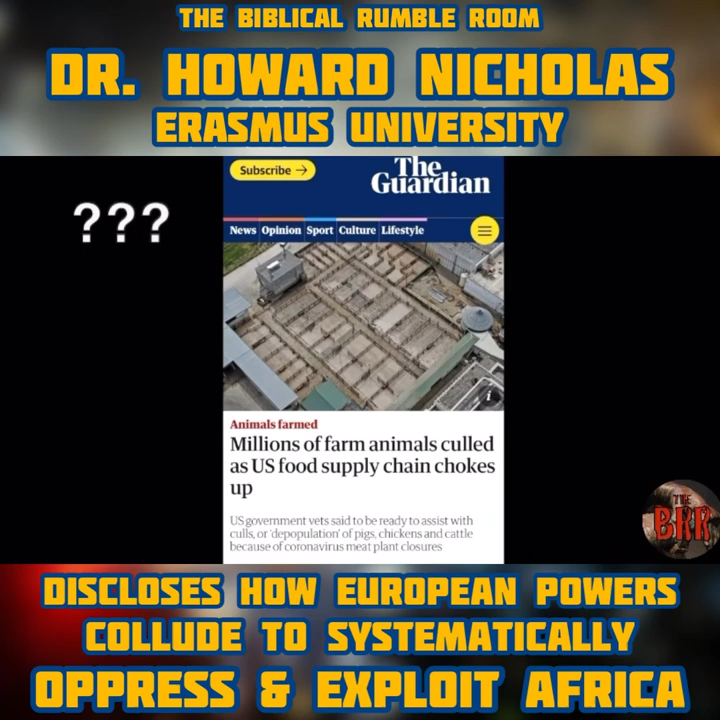 THE BIBLICAL RUMBLE ROOM
DR. HOWARD NICHOLAS
ERASMUS UNIVERSITY
???
Subscribe →
The
Guardian
News Opinion Sport Culture Lifestyle
i
Animals farmed
Millions of farm animals culled
as US food supply chain chokes
up
US government vets said to be ready to assist with
culls, or 'depopulation' of pigs, chickens and cattle
because of coronavirus meat plant closures
THE
BRR
DISCLOSES HOW EUROPEAN POWERS
COLLUDE TO SYSTEMATICALLY
OPPRESS & EXPLOIT AFRICA